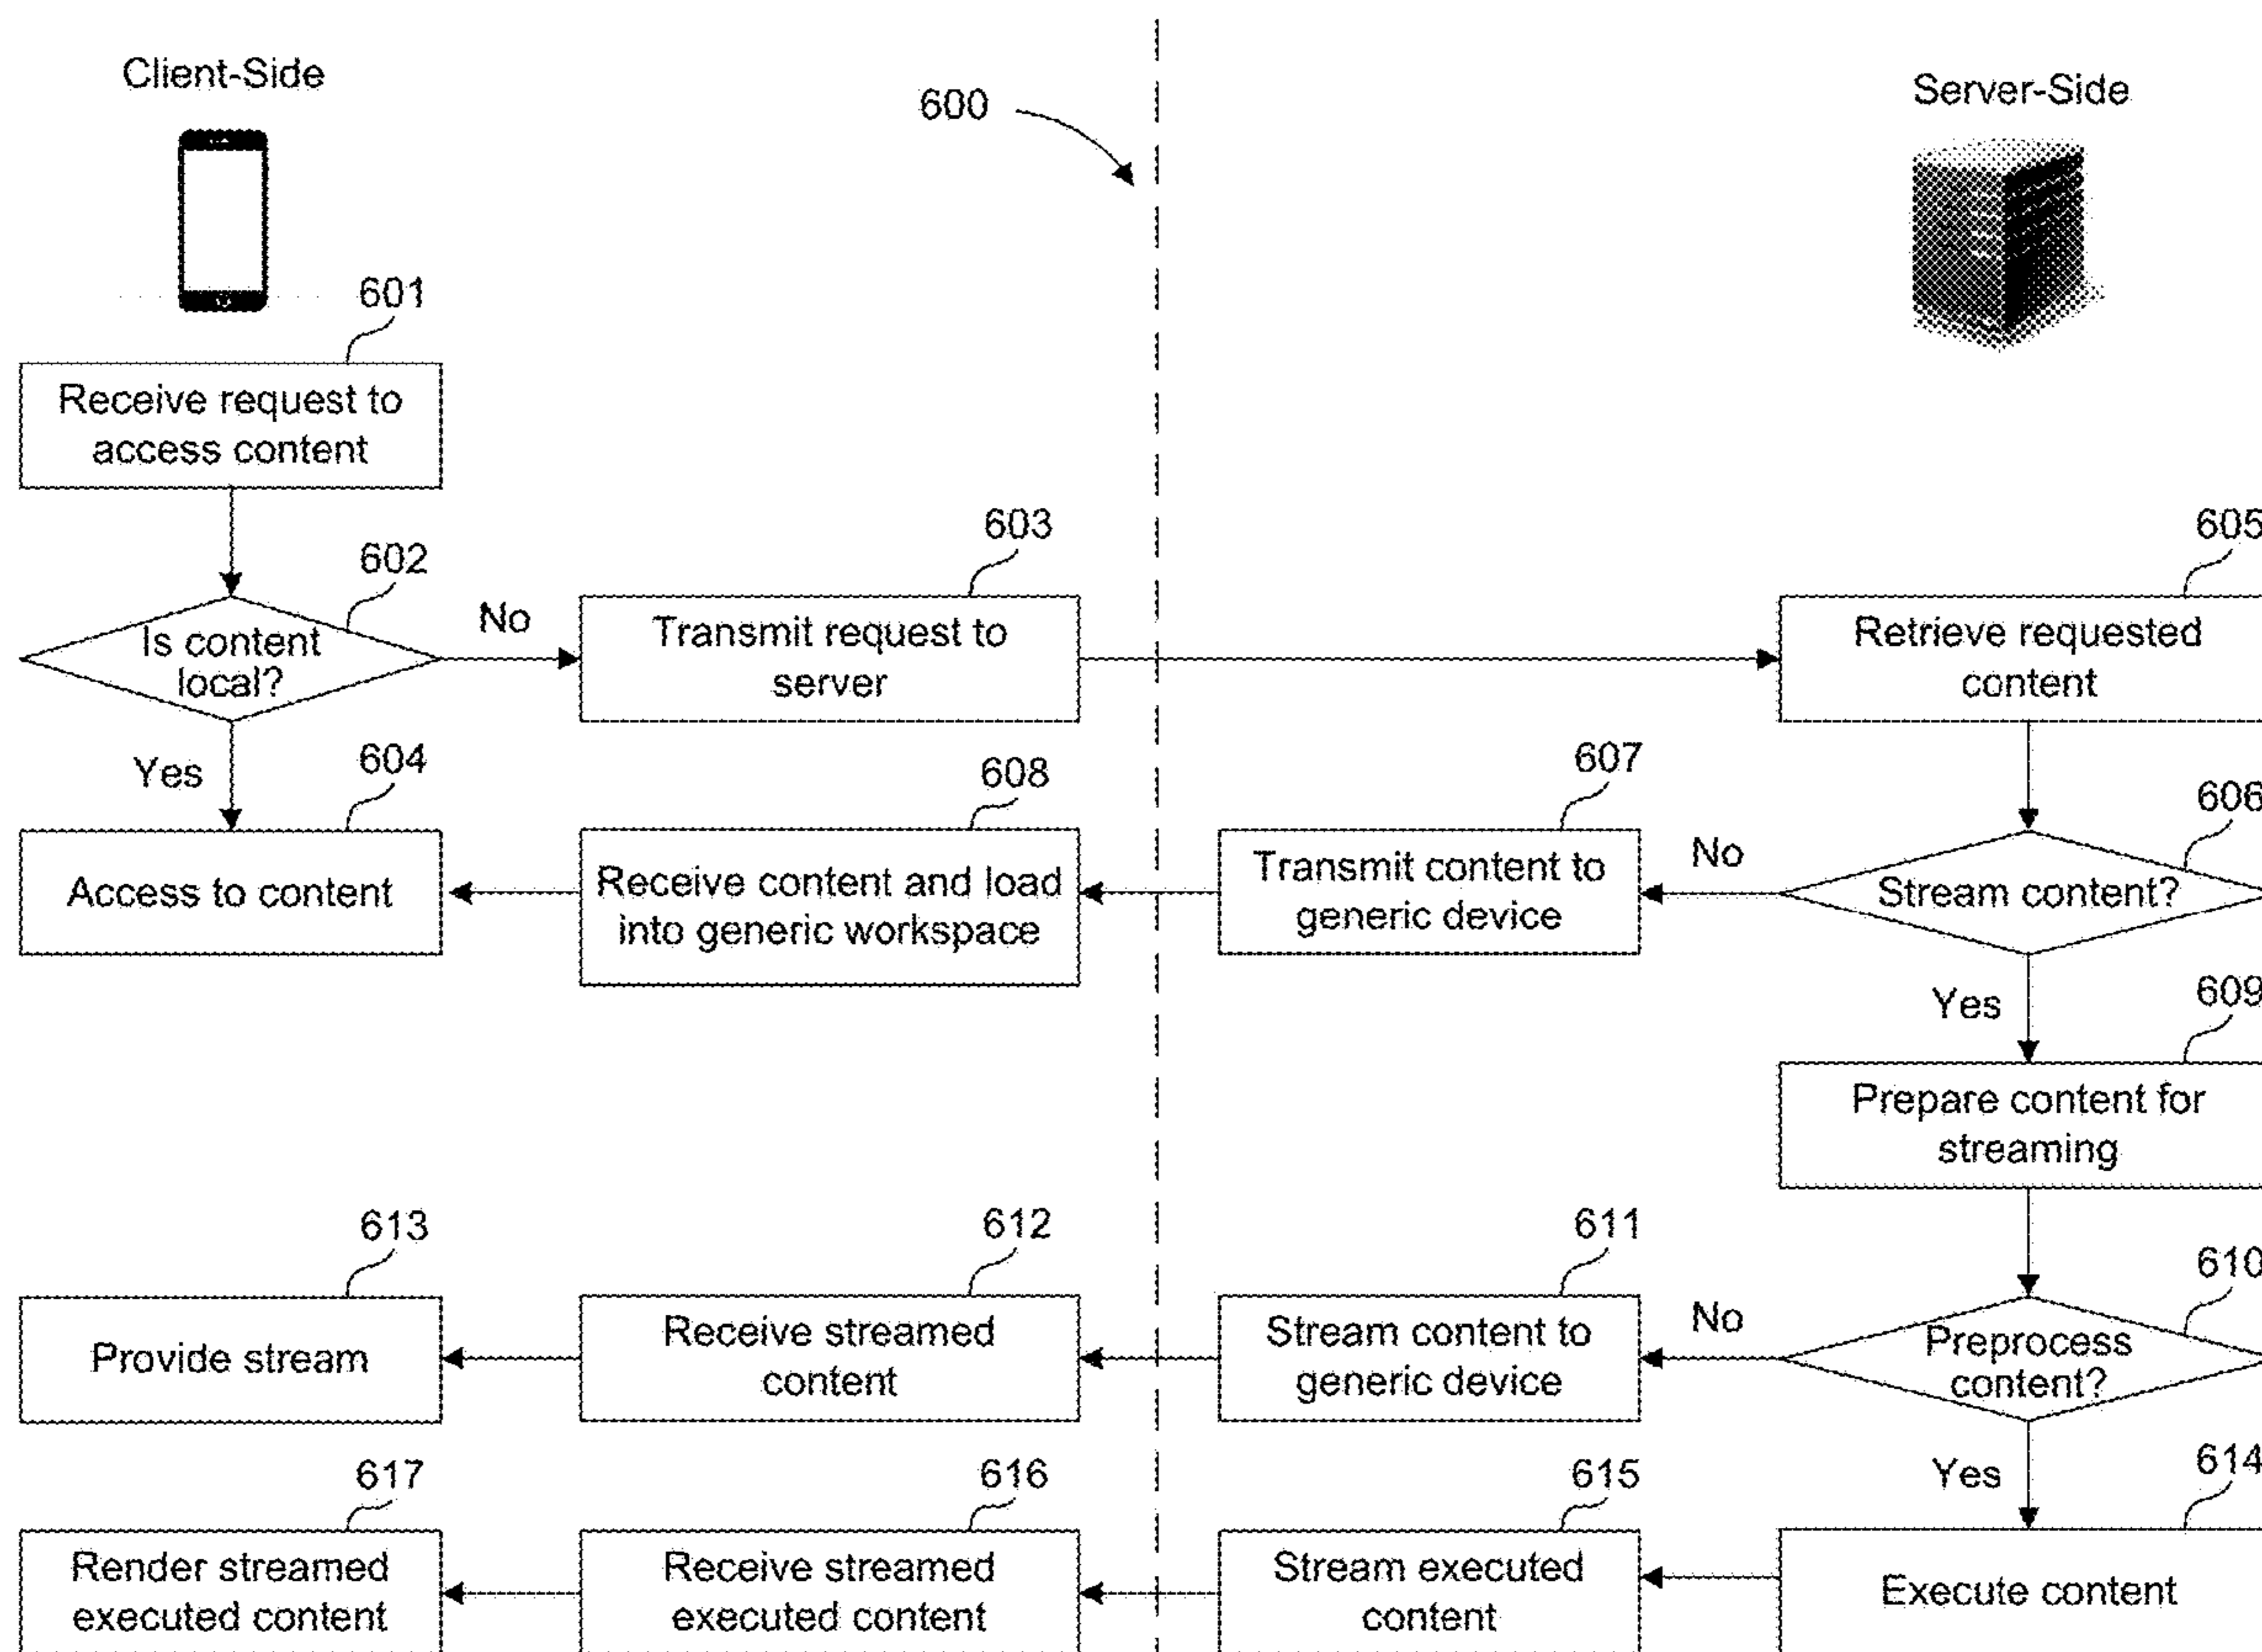 Client-Side
600
Server-Side
601
Receive request to
access content
602
Is content
local?
No
603
Transmit request to
server
605
Retrieve requested
content
Yes
604
Access to content
608
Receive content and load
into generic workspace
607
Transmit content to
generic device
No
606
Stream content?
Yes
609
Prepare content for
streaming
613
Provide stream
612
Receive streamed
content
611
Stream content to
generic device
No
610
Preprocess
content?
Yes
617
Render streamed
executed content
616
Receive streamed
executed content
615
Stream executed
content
614
Execute content